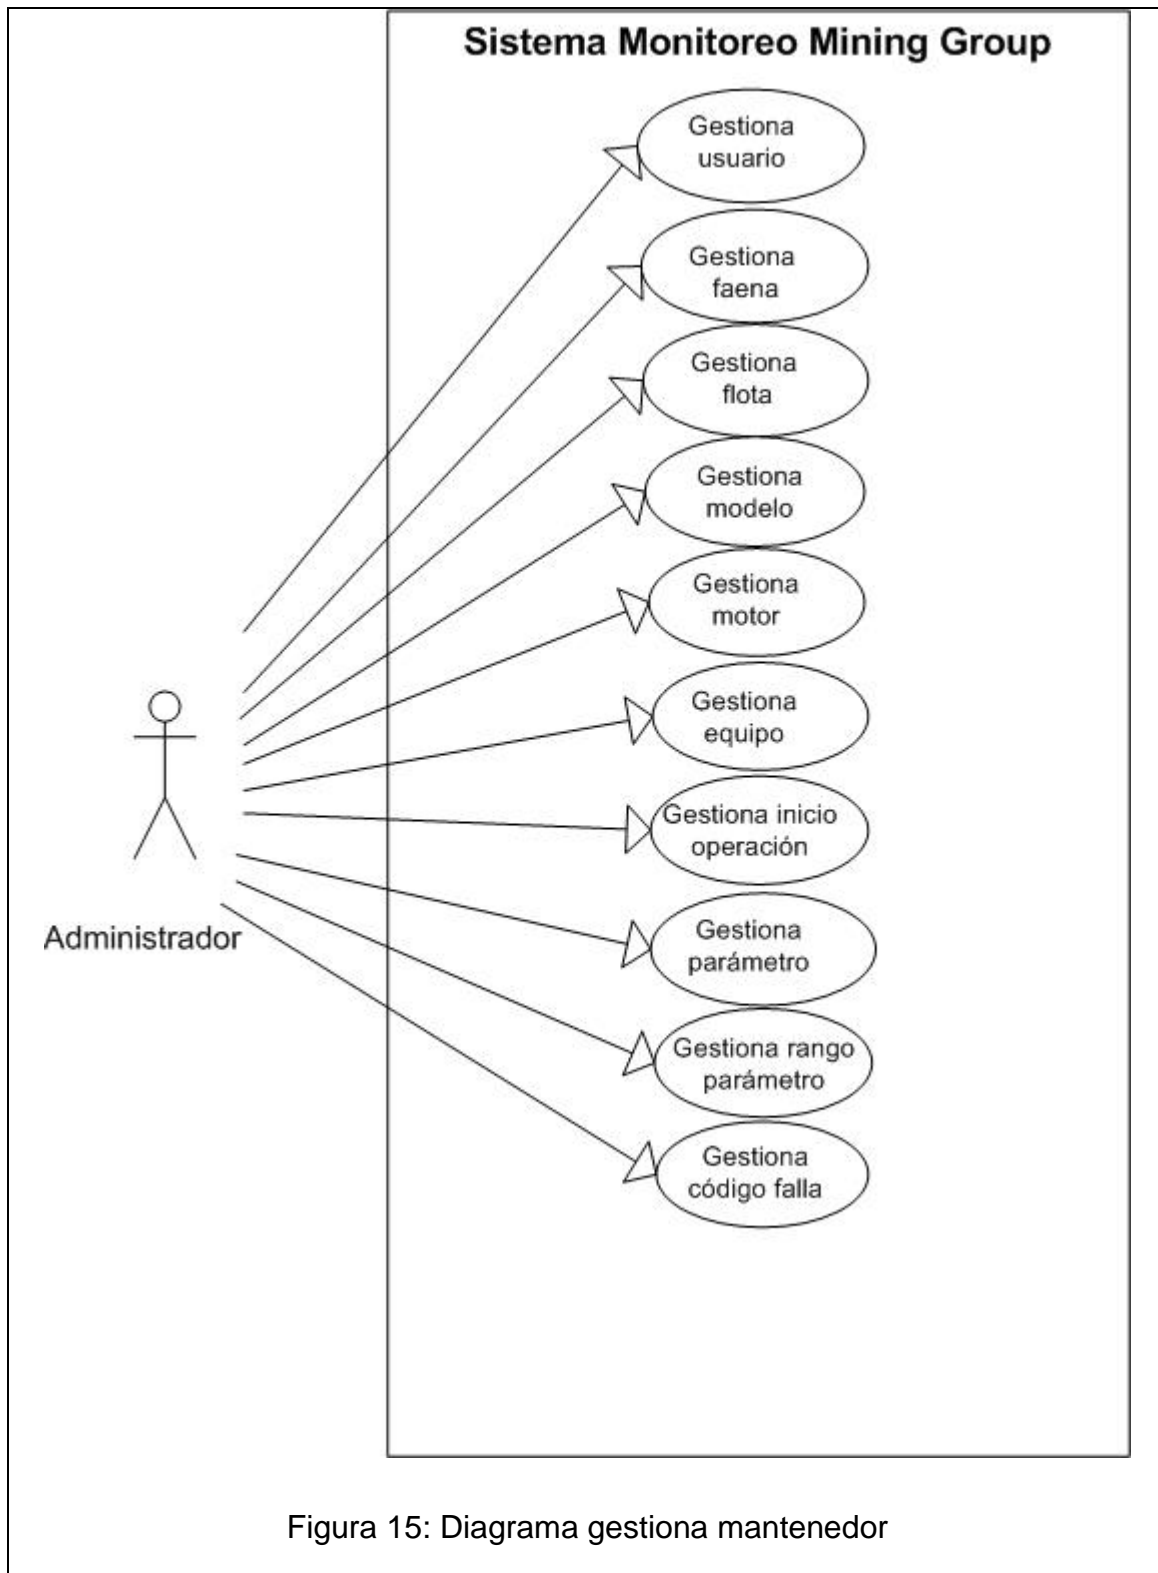 Sistema Monitoreo Mining Group
Gestiona
usuario
Gestiona
faena
Gestiona
flota
Gestiona
modelo
Gestiona
motor
Gestiona
equipo
Gestiona inicio
operación
Gestiona
parámetro
Gestiona rango
parámetro
Gestiona
código falla
Administrador
Figura 15: Diagrama gestiona mantenedor